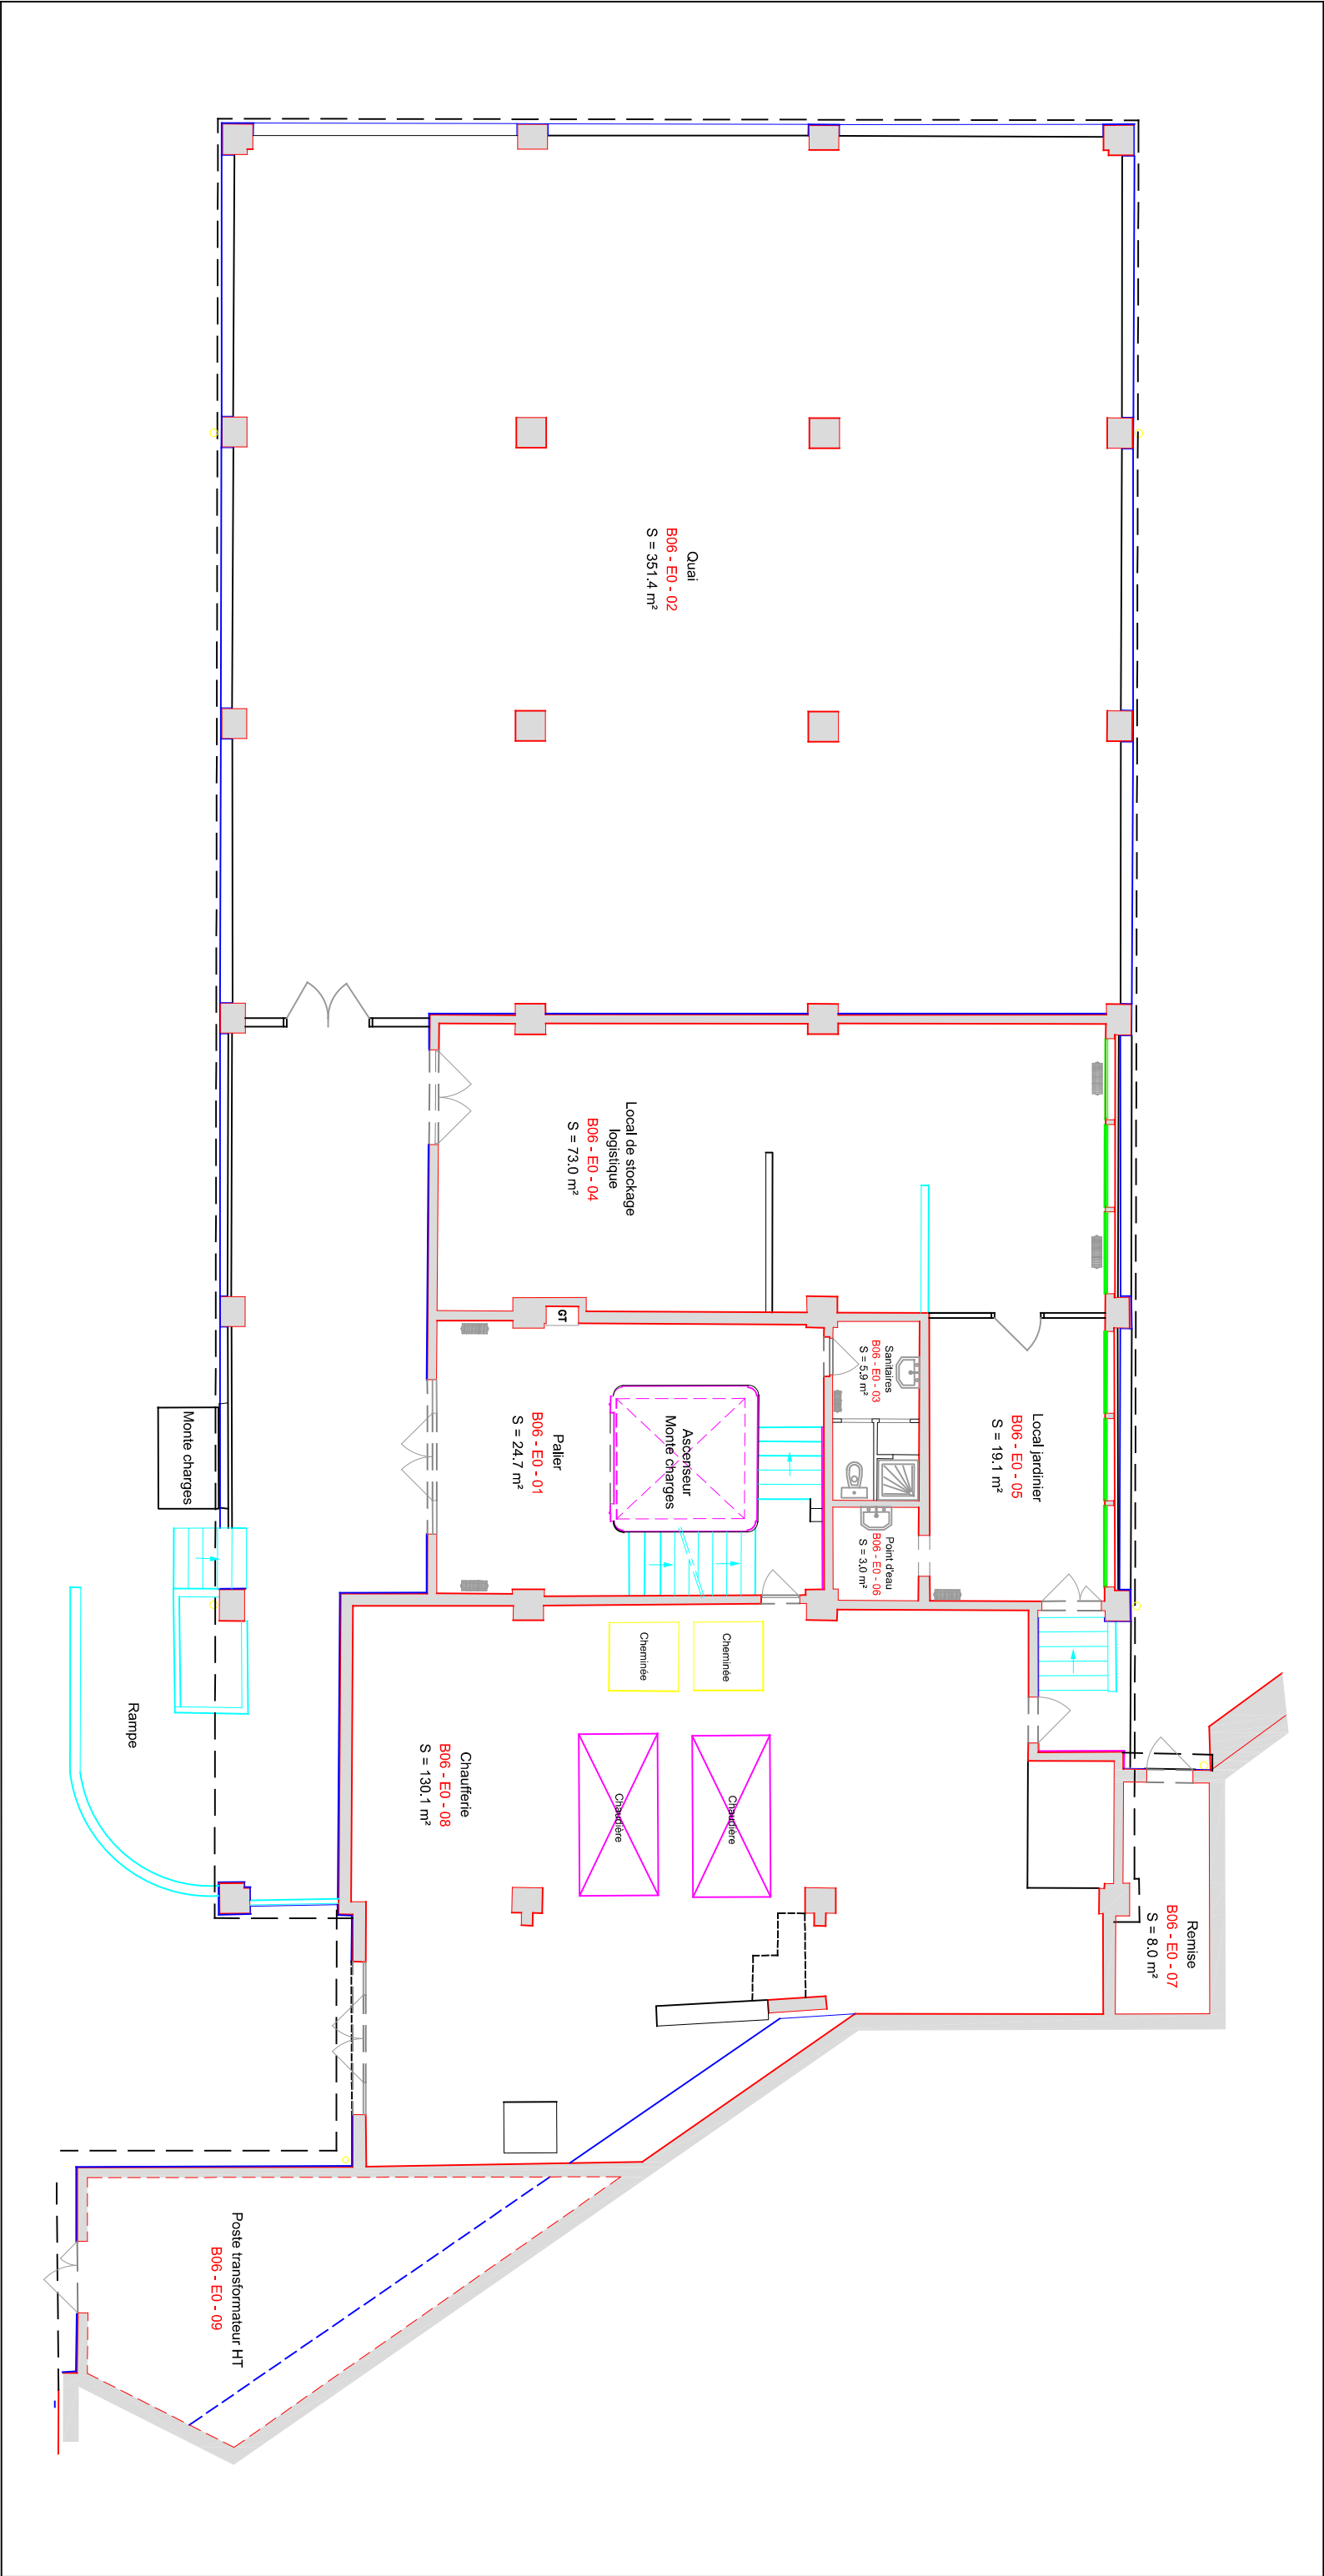 Quai
B06 - E0 - 02
S = 351.4 m²
Local de stockage
logistique
B06 - E0 - 04
S = 73.0 m²
GT
Sanitaires
B06 - E0 - 03
S = 5.9 m²
Local jardinier
B06 - E0 - 05
S = 19.1 m²
Ascenseur
Monte charges
Palier
B06 - E0 - 01
S = 24.7 m²
Monte charges
Point d'eau
B06 - E0 - 06
S = 3.0 m²
Cheminée
Cheminée
Rampe
Chaufferie
B06 - E0 - 08
S = 130.1 m²
Chaudière
Chaudière
Remise
B06 - E0 - 07
S = 8.0 m²
Poste transformateur HT
B06 - E0 - 09